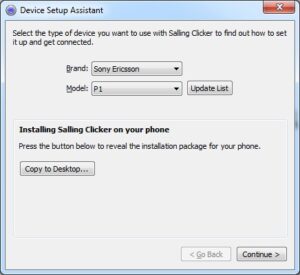 Device Setup Assistant
Select the type of device you want to use with Salling Clicker to find out how to set
it up and get connected.
Brand: Sony Ericsson
Model: P1 Update List
Installing Salling Clicker on your phone
Press the button below to reveal the installation package for your phone.
Copy to Desktop...
< Go Back Continue >